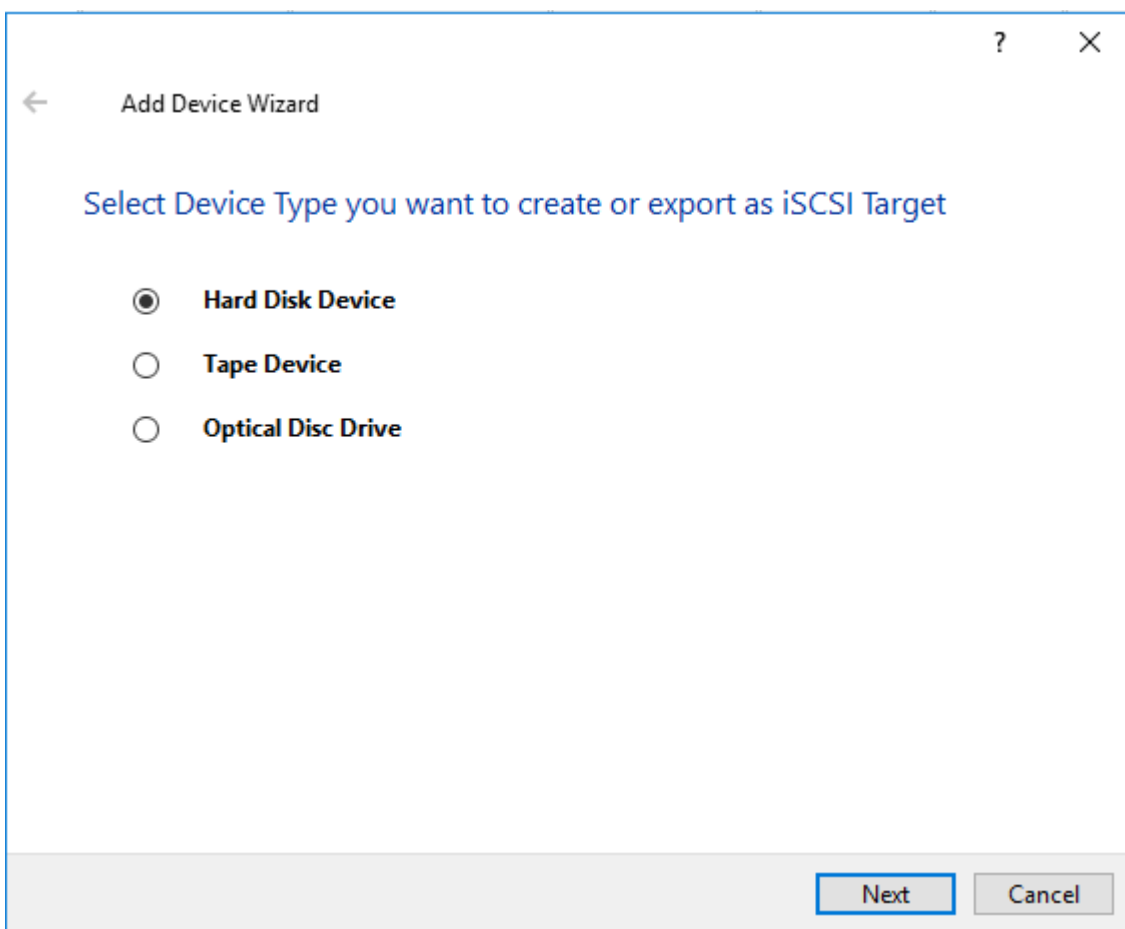 ?
Add Device Wizard
Select Device Type you want to create or export as iSCSI Target
Hard Disk Device
Tape Device
Optical Disc Drive
Next Cancel